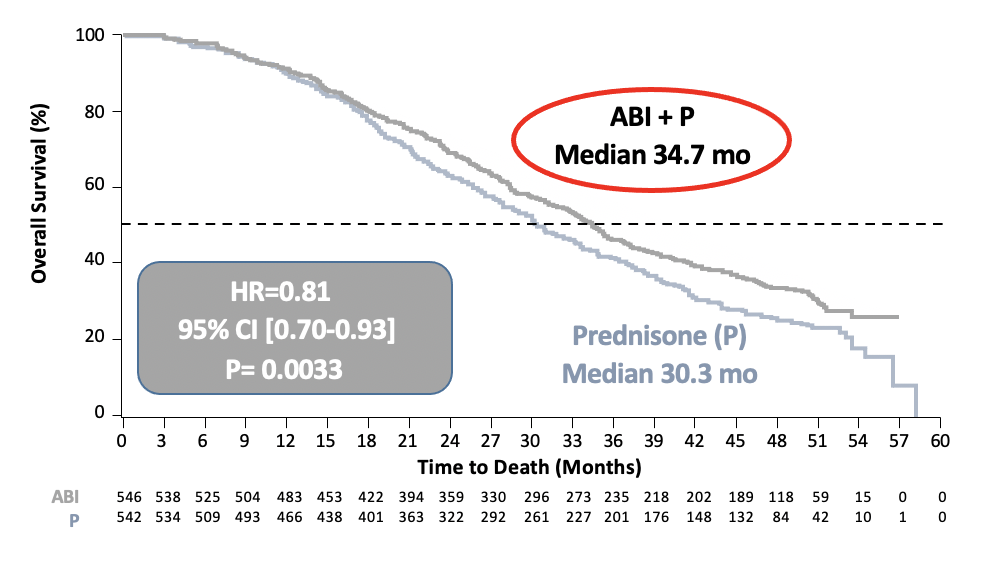 100
80
60
40
20
0
Overall Survival (%)
ABI + P
Median 34.7 mo
HR=0.81
95% CI [0.70-0.93]
P= 0.0033
Prednisone (P)
Median 30.3 mo
0 3 6 9 12 15 18 21 24 27 30 33 36 39 42 45 48 51 54 57 60
Time to Death (Months)
ABI 546 538 525 504 483 453 422 394 359 330 296 273 235 218 202 189 118 59 15 0 0
P 542 534 509 493 466 438 401 363 322 292 261 227 201 176 148 132 84 42 10 1 0